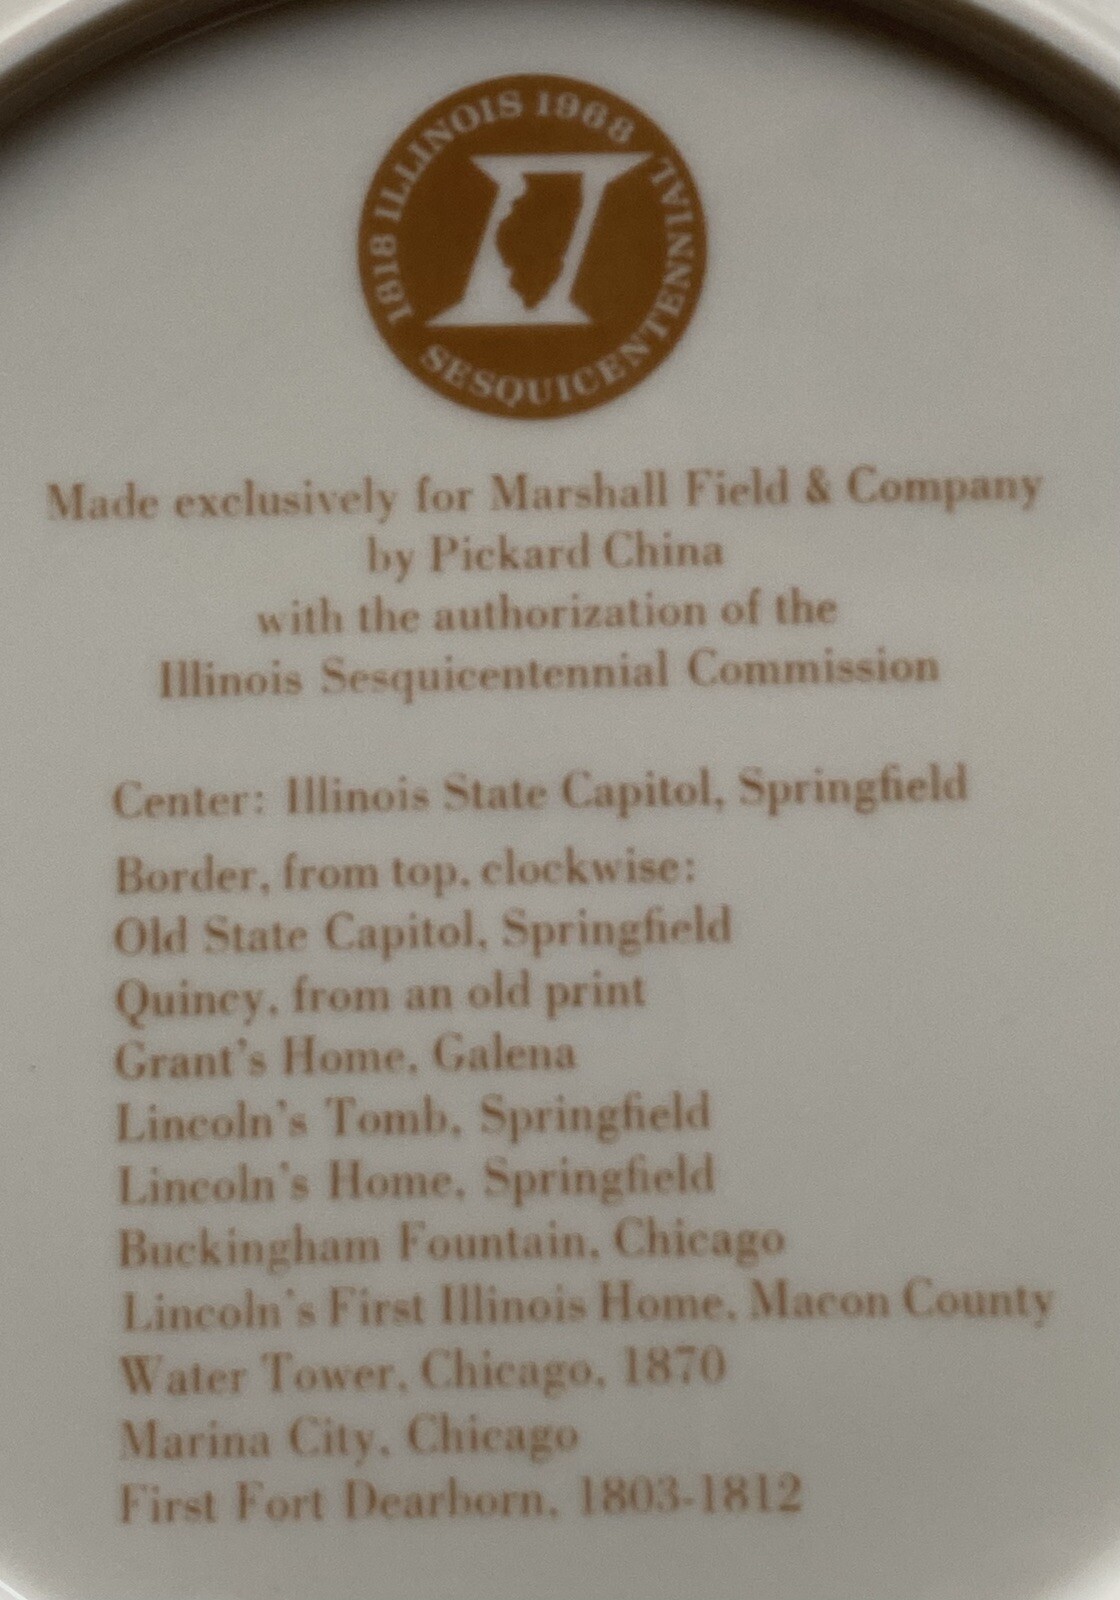 1818 ILLINOIS 1968
SESQUICENTENNIAL
Made exclusively for Marshall Field & Company
by Pickard China
with the authorization of the
Illinois Sesquicentennial Commission
Center: Illinois State Capitol, Springfield
Border, from top, clockwise:
Old State Capitol, Springfield
Quincy, from an old print
Grant's Home, Galena
Lincoln's Tomb, Springfield
Lincoln's Home, Springfield
Buckingham Fountain, Chicago
Lincoln's First Illinois Home, Macon County
Water Tower, Chicago, 1870
Marina City, Chicago
First Fort Dearborn, 1803-1812